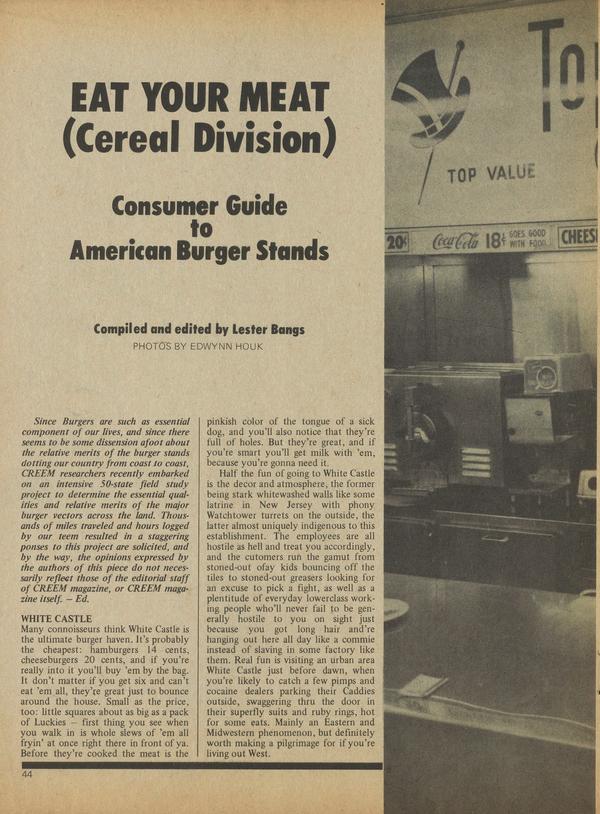 EAT YOUR MEAT
(Cereal Division)
Consumer Guide
to
American Burger Stands
Compiled and edited by Lester Bangs
PHOTOS BY EDWYNN HOUK
Since Burgers are such as essential
component of our lives, and since there
seems to be some dissension afoot about
the relative merits of the burger stands
dotting our country from coast to coast,
CREEM researchers recently embarked
on an intensive 50-state field study
project to determine the essential qual-
ities and relative merits of the major
burger vectors across the land. Thous-
ands of miles traveled and hours logged
by our teem resulted in a staggering
ponses to this project are solicited, and
by the way, the opinions expressed by
the authors of this piece do not neces-
sarily reflect those of the editorial staff
of CREEM magazine, or CREEM maga-
zine itself. – Ed.
WHITE CASTLE
Many connoisseurs think White Castle is
the ultimate burger haven. It's probably
the cheapest: hamburgers 14 cents,
cheeseburgers 20 cents, and if you're
really into it you'll buy 'em by the bag.
It don't matter if you get six and can't
eat 'em all, they're great just to bounce
around the house. Small as the price,
too: little squares about as big as a pack
of Luckies – first thing you see when
you walk in is whole slews of 'em all
fryin' at once right there in front of ya.
Before they're cooked the meat is the
pinkish color of the tongue of a sick
dog, and you'll also notice that they're
full of holes. But they're great, and if
you're smart you'll get milk with 'em,
because you're gonna need it.
Half the fun of going to White Castle
is the decor and atmosphere, the former
being stark whitewashed walls like some
latrine in New Jersey with phony
Watchtower turrets on the outside, the
latter almost uniquely indigenous to this
establishment. The employees are all
hostile as hell and treat you accordingly,
and the cutomers run the gamut from
stoned-out ofay kids bouncing off the
tiles to stoned-out greasers looking for
an excuse to pick a fight, as well as a
plentitude of everyday lowerclass work-
ing people who'll never fail to be gen-
erally hostile to you on sight just
because you got long hair and're
hanging out here all day like a commie
instead of slaving in some factory like
them. Real fun is visiting an urban area
White Castle just before dawn, when
you're likely to catch a few pimps and
cocaine dealers parking their Caddies
outside, swaggering thru the door in
their superfly suits and ruby rings, hot
for some eats. Mainly an Eastern and
Midwestern phenomenon, but definitely
worth making a pilgrimage for if you're
living out West.
44
To
TOP VALUE
20¢ Coca-Cola 18¢ GOES GOOD WITH FOOD CHEES